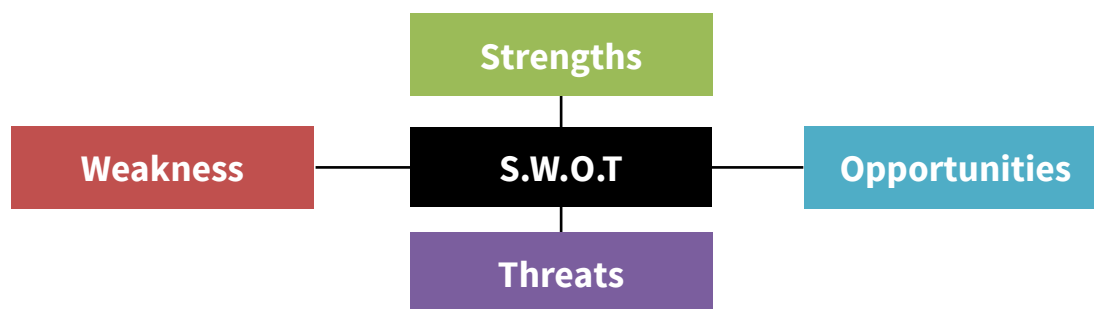 Strengths
Weakness
S.W.O.T
Opportunities
Threats